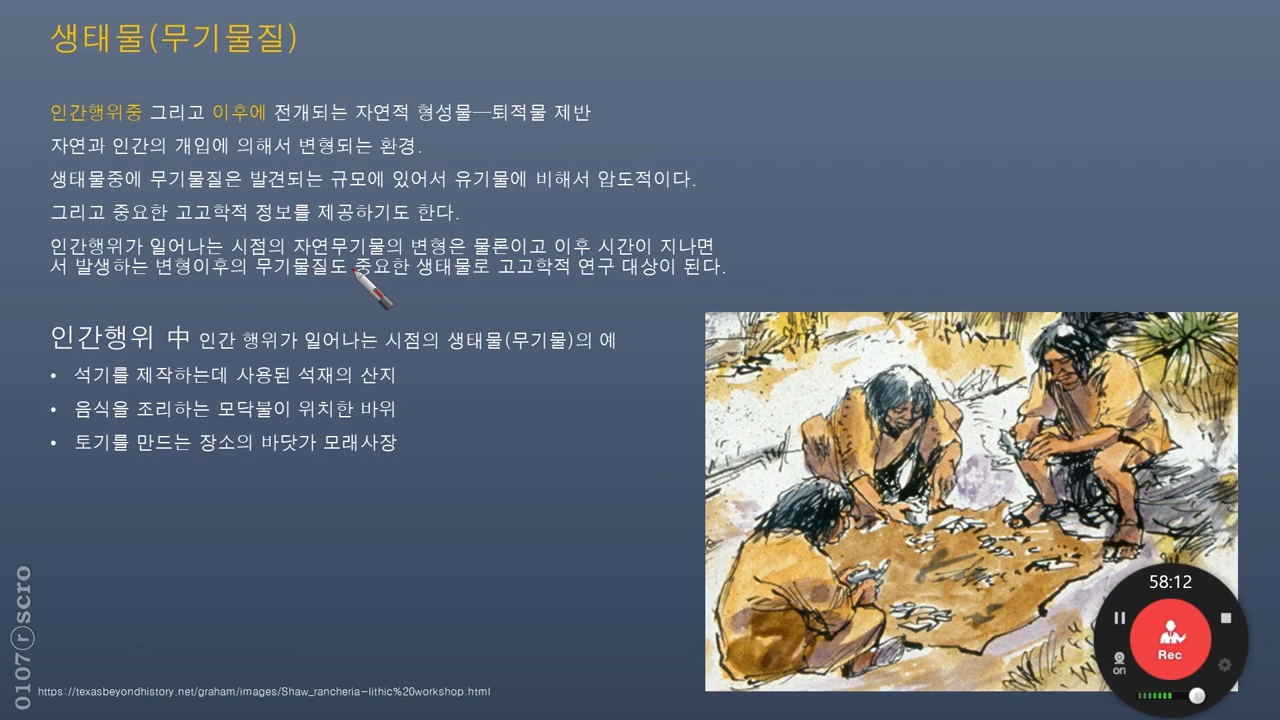 생태물(무기물질)
인간행위중 그리고 이후에 전개되는 자연적 형성물—퇴적물 제반
자연과 인간의 개입에 의해서 변형되는 환경.
생태물중에 무기물질은 발견되는 규모에 있어서 유기물에 비해서 압도적이다.
그리고 중요한 고고학적 정보를 제공하기도 한다.
인간행위가 일어나는 시점의 자연무기물의 변형은 물론이고 이후 시간이 지나면
서 발생하는 변형이후의 무기물질도 중요한 생태물로 고고학적 연구 대상이 된다.
인간행위 中 인간 행위가 일어나는 시점의 생태물(무기물)의 예
• 석기를 제작하는데 사용된 석재의 산지
• 음식을 조리하는 모닥불이 위치한 바위
• 토기를 만드는 장소의 바닷가 모래사장
58:12
Rec
on
0107ⓡscro
https://texasbeyondhistory.net/graham/images/Shaw_rancheria-lithic%20workshop.html